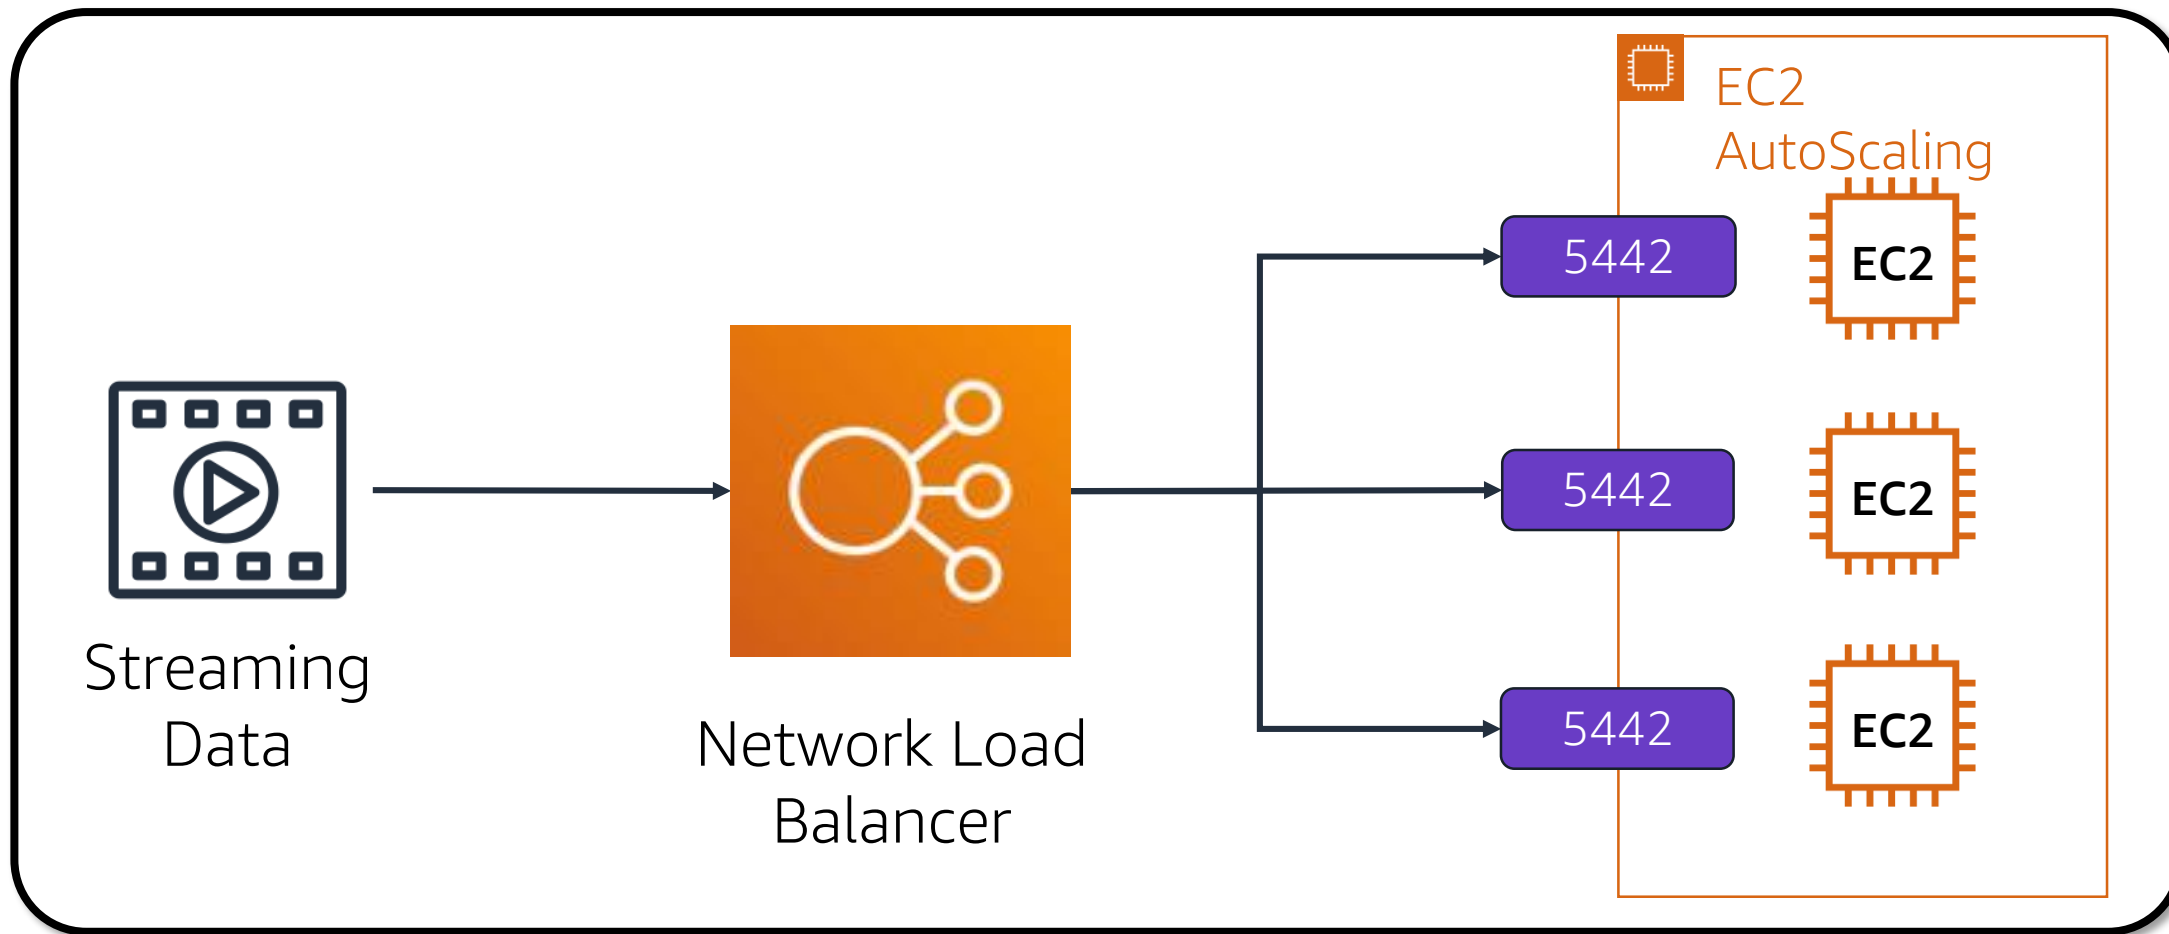 Streaming
Data
Network Load
Balancer
EC2
AutoScaling
5442
EC2
5442
EC2
5442
EC2